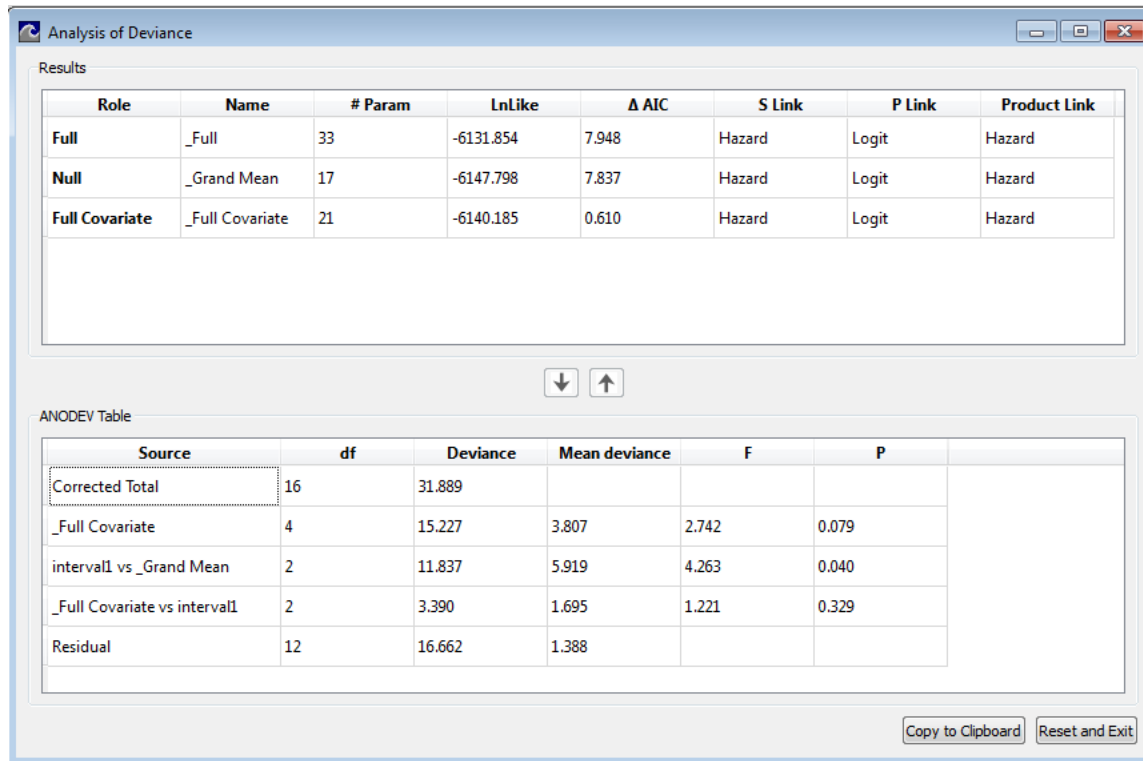 Analysis of Deviance
Results
Role Name # Param LnLike Δ AIC S Link P Link Product Link
Full _Full 33 -6131.854 7.948 Hazard Logit Hazard
Null _Grand Mean 17 -6147.798 7.837 Hazard Logit Hazard
Full Covariate _Full Covariate 21 -6140.185 0.610 Hazard Logit Hazard
ANODEV Table
Source df Deviance Mean deviance F P
Corrected Total 16 31.889
_Full Covariate 4 15.227 3.807 2.742 0.079
interval1 vs _Grand Mean 2 11.837 5.919 4.263 0.040
_Full Covariate vs interval1 2 3.390 1.695 1.221 0.329
Residual 12 16.662 1.388
Copy to Clipboard Reset and Exit